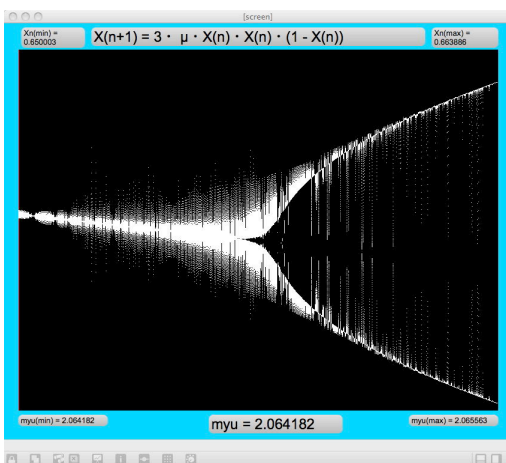 [screen]
Xn(min) =
0.650003
X(n+1) = 3・ μ・X(n)・X(n)・(1 - X(n))
Xn(max) =
0.663886
myu(min) = 2.064182
myu = 2.064182
myu(max) = 2.065563